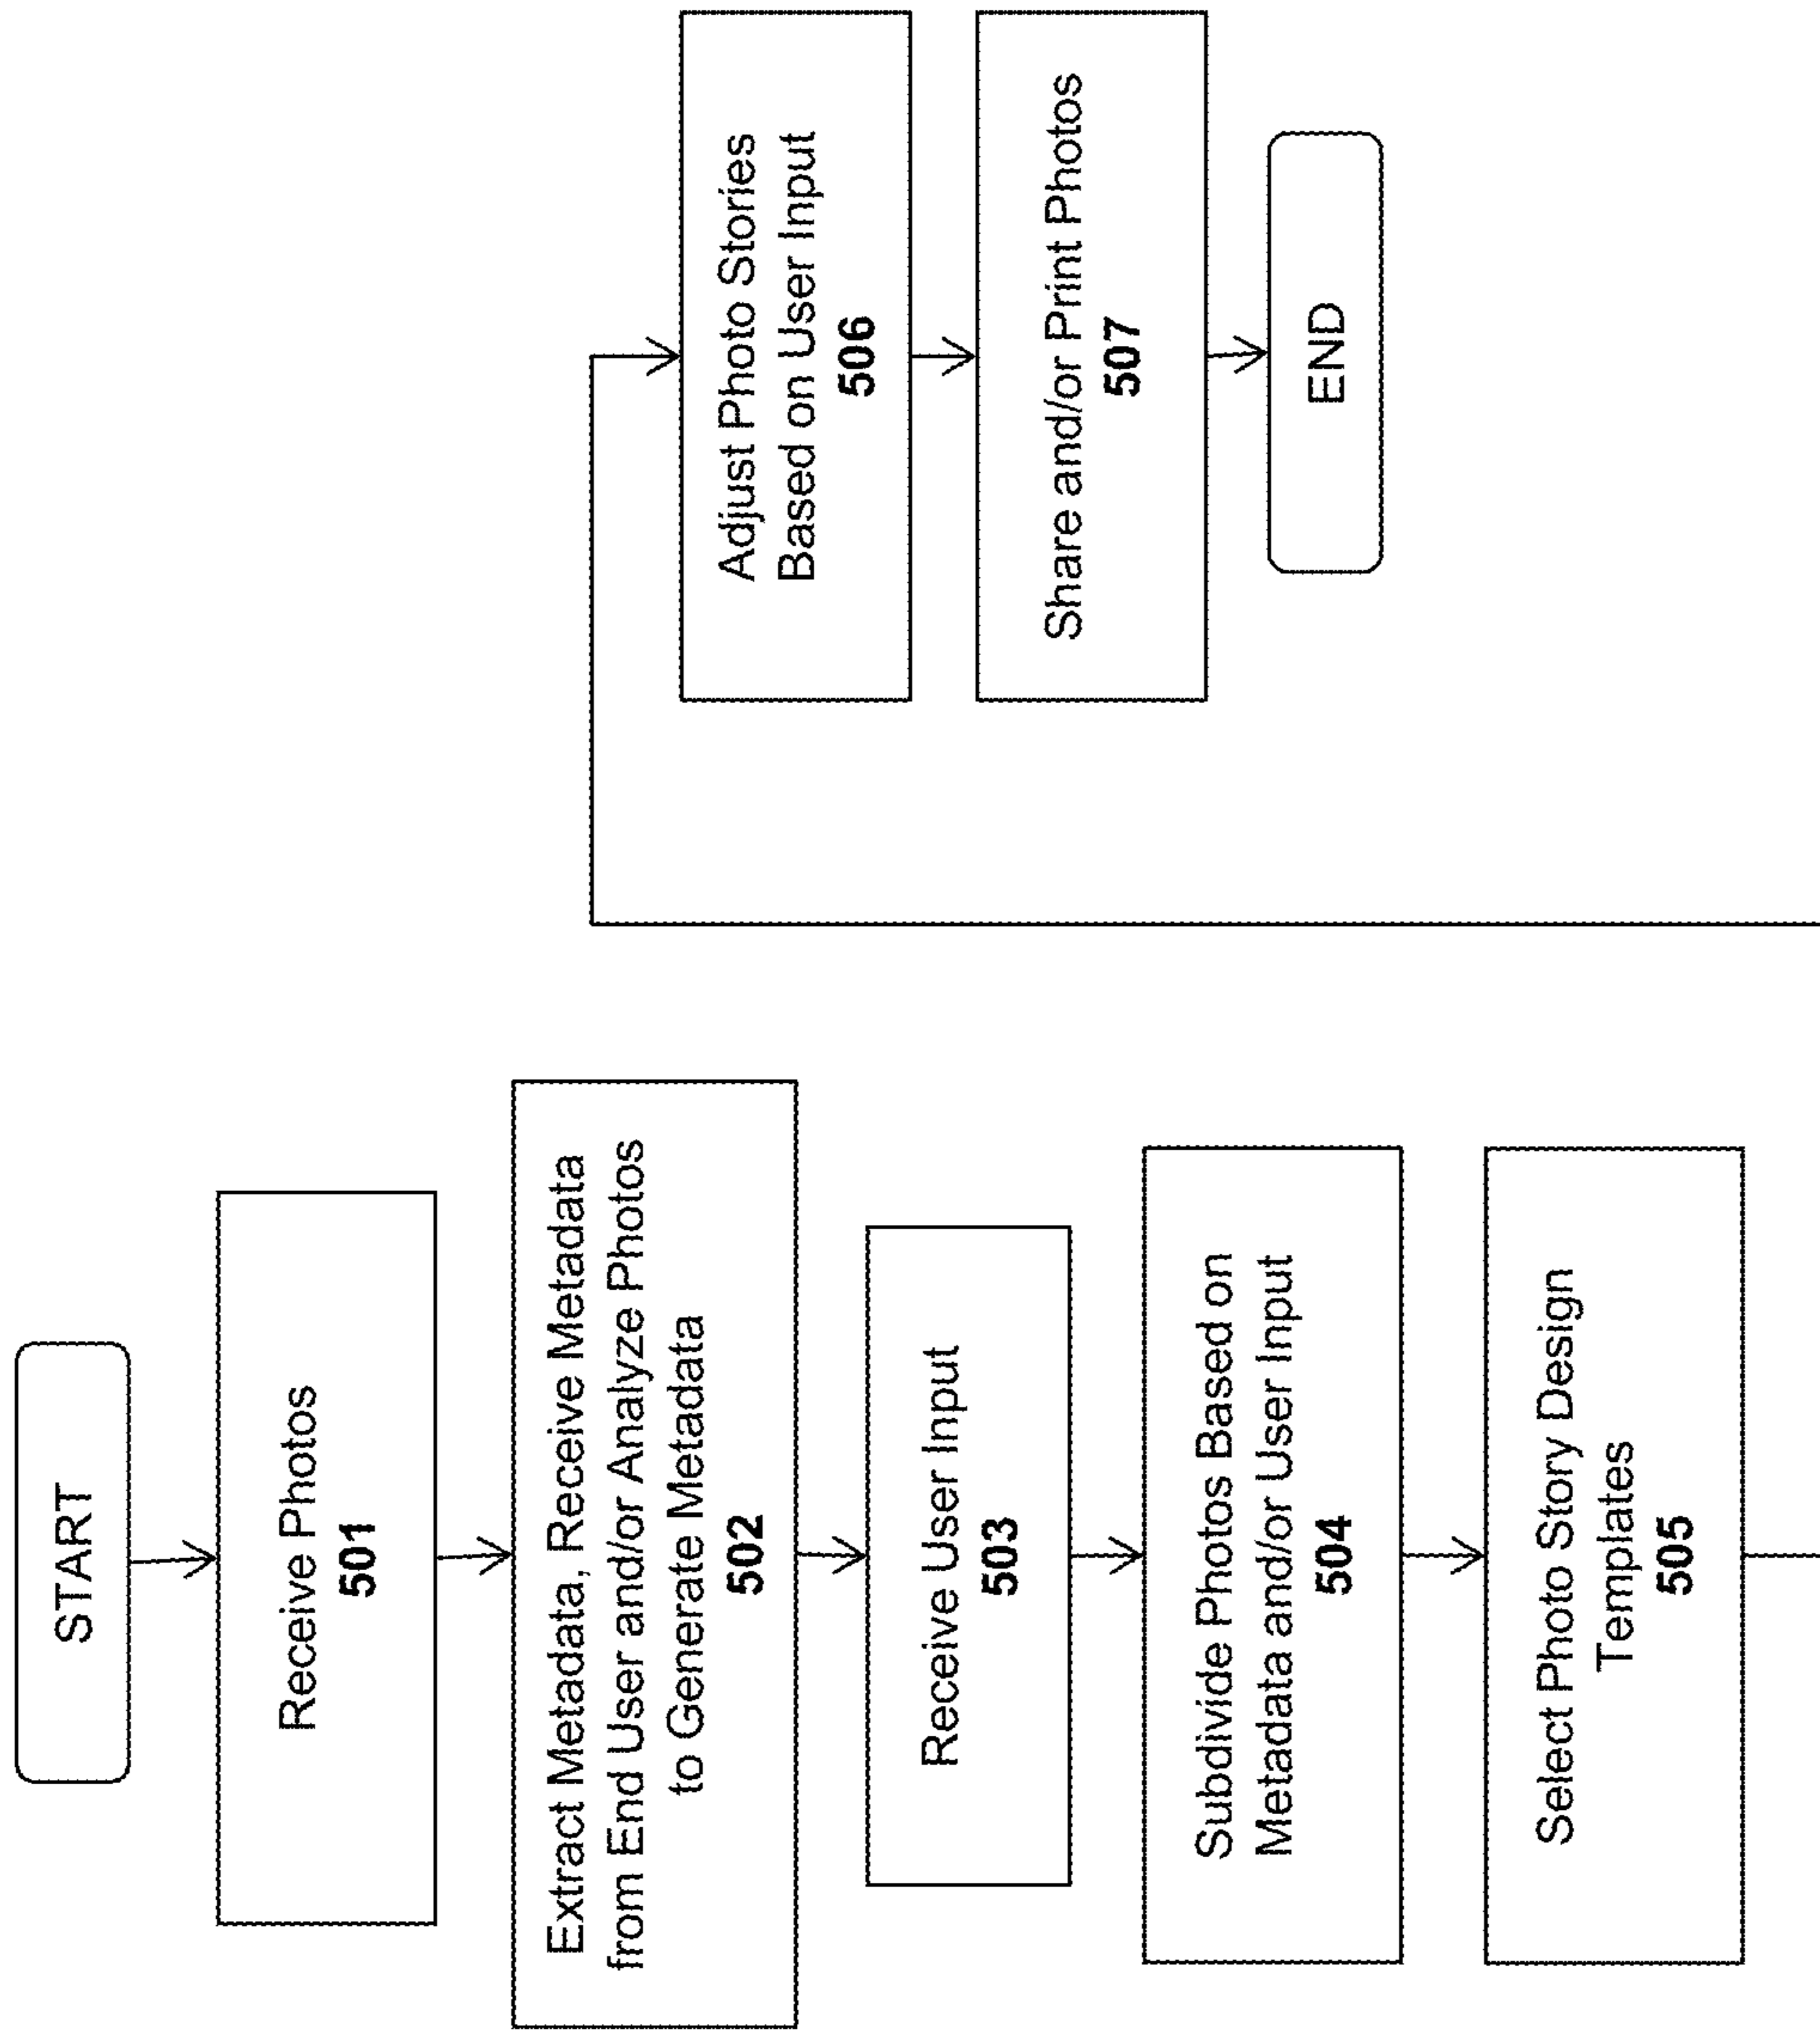 START
Receive Photos
501
Extract Metadata, Receive Metadata
from End User and/or Analyze Photos
to Generate Metadata
502
Receive User Input
503
Subdivide Photos Based on
Metadata and/or User Input
504
Select Photo Story Design
Templates
505
Adjust Photo Stories
Based on User Input
506
Share and/or Print Photos
507
END